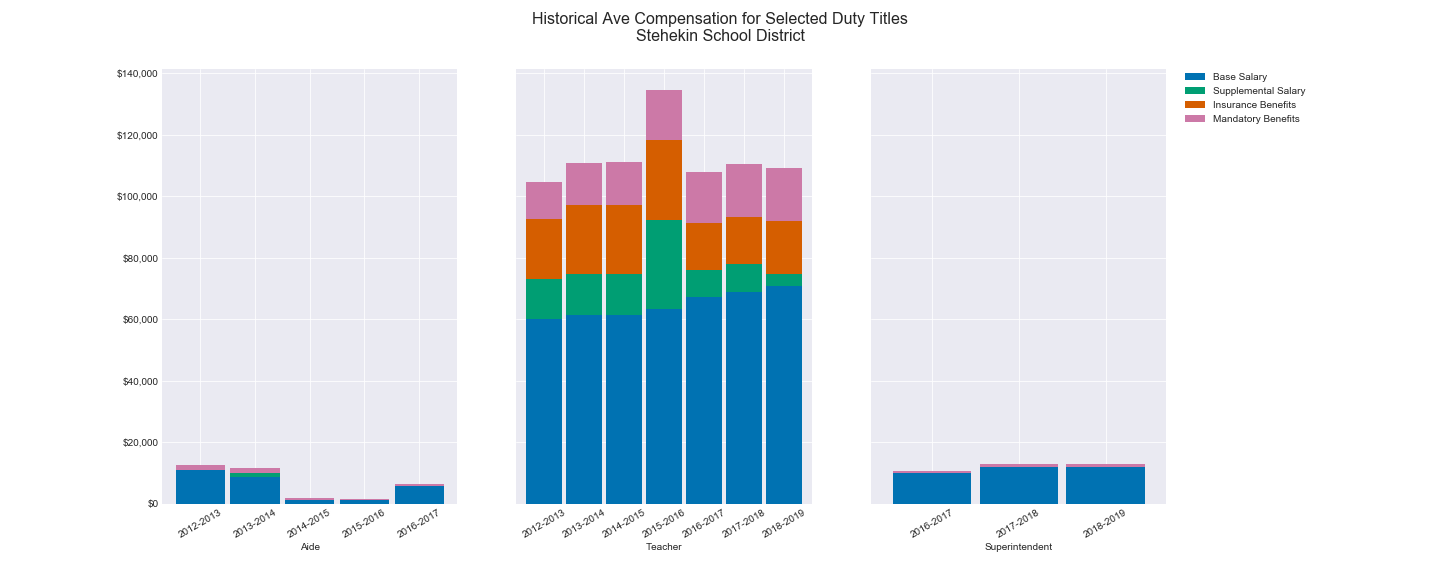 Historical Ave Compensation for Selected Duty Titles
Stehekin School District
$140,000
$120,000
$100,000
$80,000
$60,000
$40,000
$20,000
$0
2012-2013
2013-2014
2014-2015
2015-2016
2016-2017
Aide
2012-2013
2013-2014
2014-2015
2015-2016
2016-2017
2017-2018
2018-2019
Teacher
2016-2017
2017-2018
2018-2019
Superintendent
Base Salary
Supplemental Salary
Insurance Benefits
Mandatory Benefits